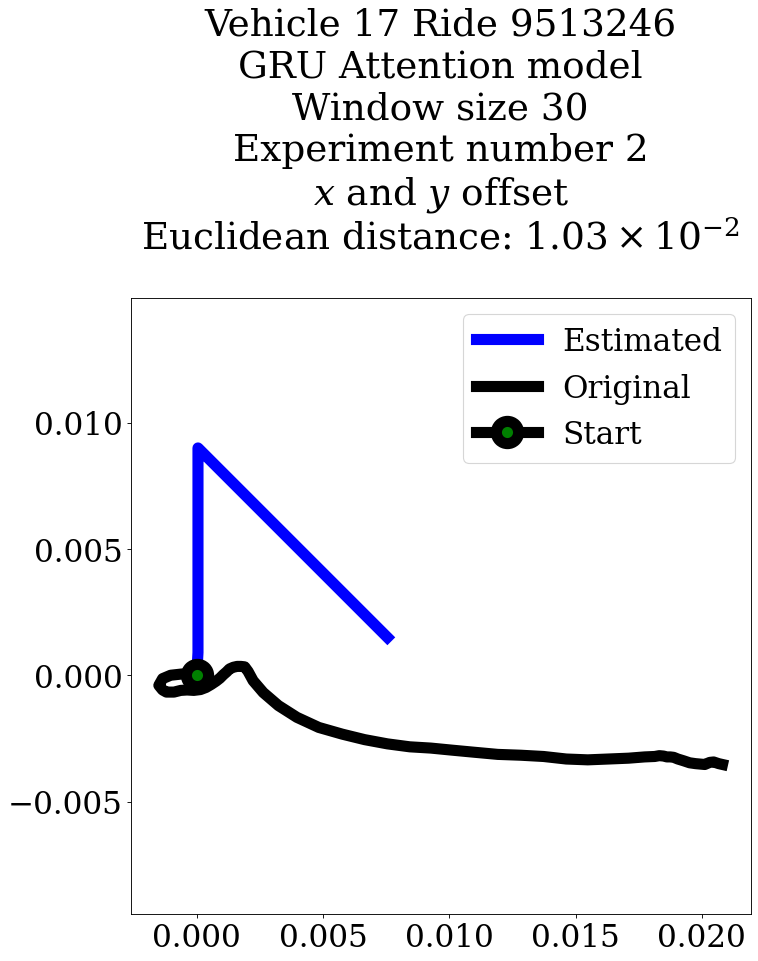 Vehicle 17 Ride 9513246
GRU Attention model
Window size 30
Experiment number 2
x and y offset
Euclidean distance: 1.03 × 10⁻²
Estimated
Original
Start
0.010
0.005
0.000
−0.005
0.000 0.005 0.010 0.015 0.020